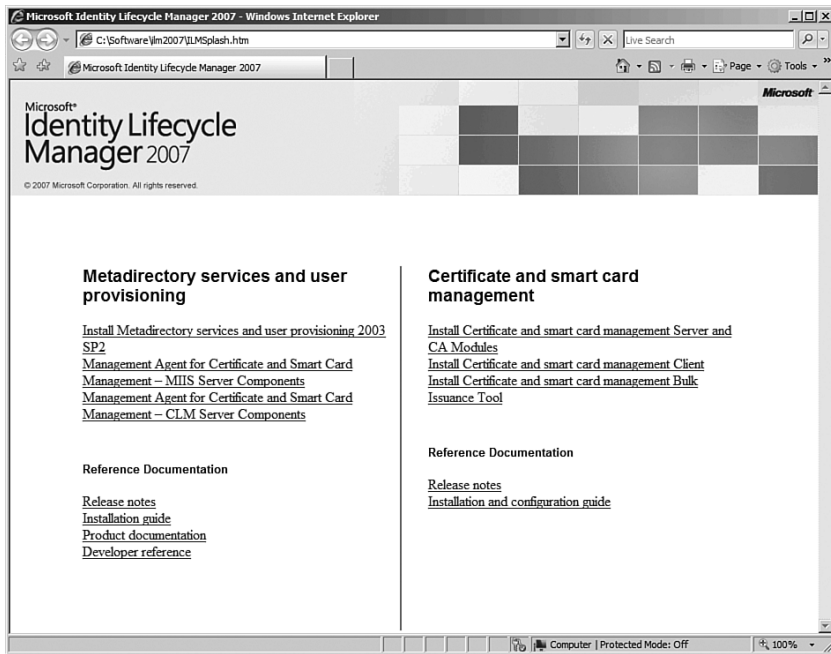 Microsoft Identity Lifecycle Manager 2007 - Windows Internet Explorer
C:\Software\ilm2007\ILMSplash.htm
Live Search
Microsoft Identity Lifecycle Manager 2007
Page
Tools
Microsoft
Microsoft®
Identity Lifecycle
Manager 2007
© 2007 Microsoft Corporation. All rights reserved.
Metadirectory services and user
provisioning
Install Metadirectory services and user provisioning 2003
SP2
Management Agent for Certificate and Smart Card
Management – MIIS Server Components
Management Agent for Certificate and Smart Card
Management – CLM Server Components
Reference Documentation
Release notes
Installation guide
Product documentation
Developer reference
Certificate and smart card
management
Install Certificate and smart card management Server and
CA Modules
Install Certificate and smart card management Client
Install Certificate and smart card management Bulk
Issuance Tool
Reference Documentation
Release notes
Installation and configuration guide
Computer | Protected Mode: Off
100%